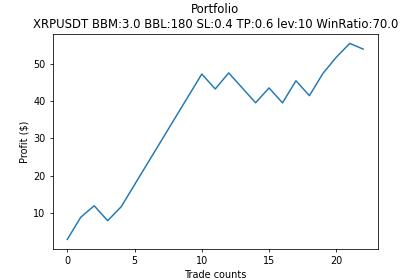 Portfolio
XRPUSDT BBM:3.0 BBL:180 SL:0.4 TP:0.6 lev:10 WinRatio:70.0
50
40
30
20
10
Profit ($)
0 5 10 15 20
Trade counts